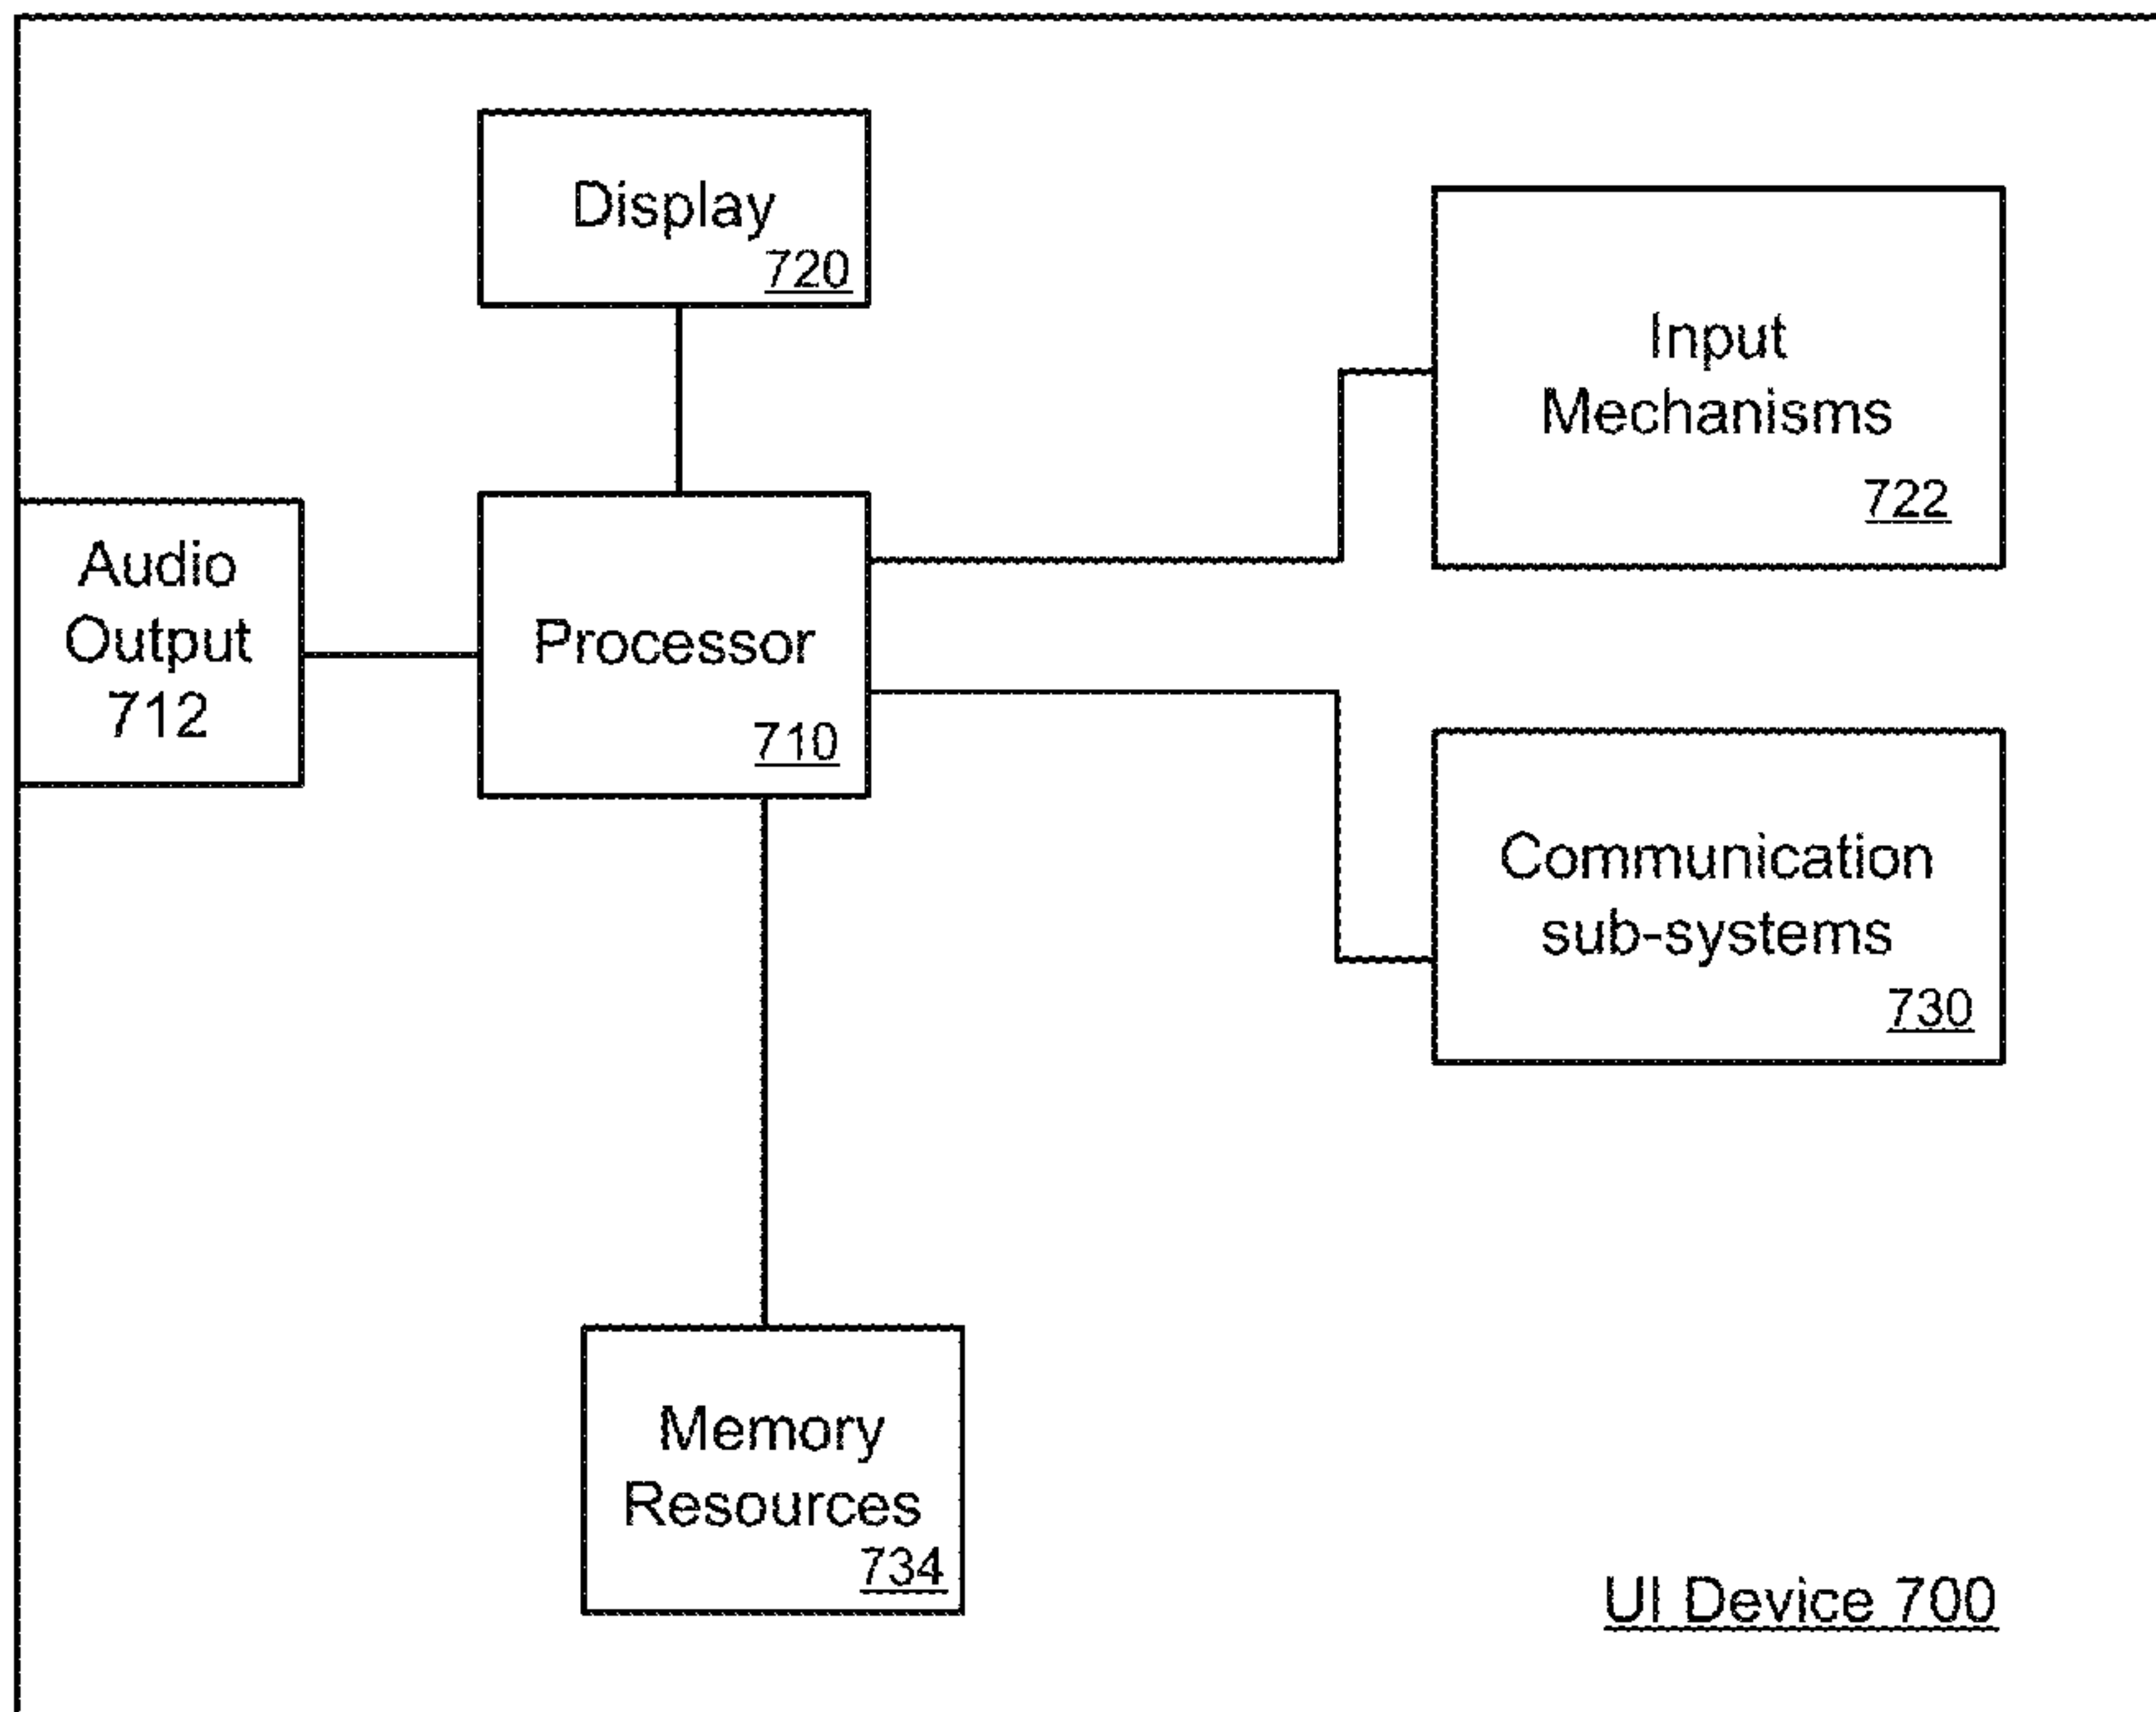 Display
720
Input
Mechanisms
722
Audio
Output
712
Processor
710
Communication
sub-systems
730
Memory
Resources
734
UI Device 700